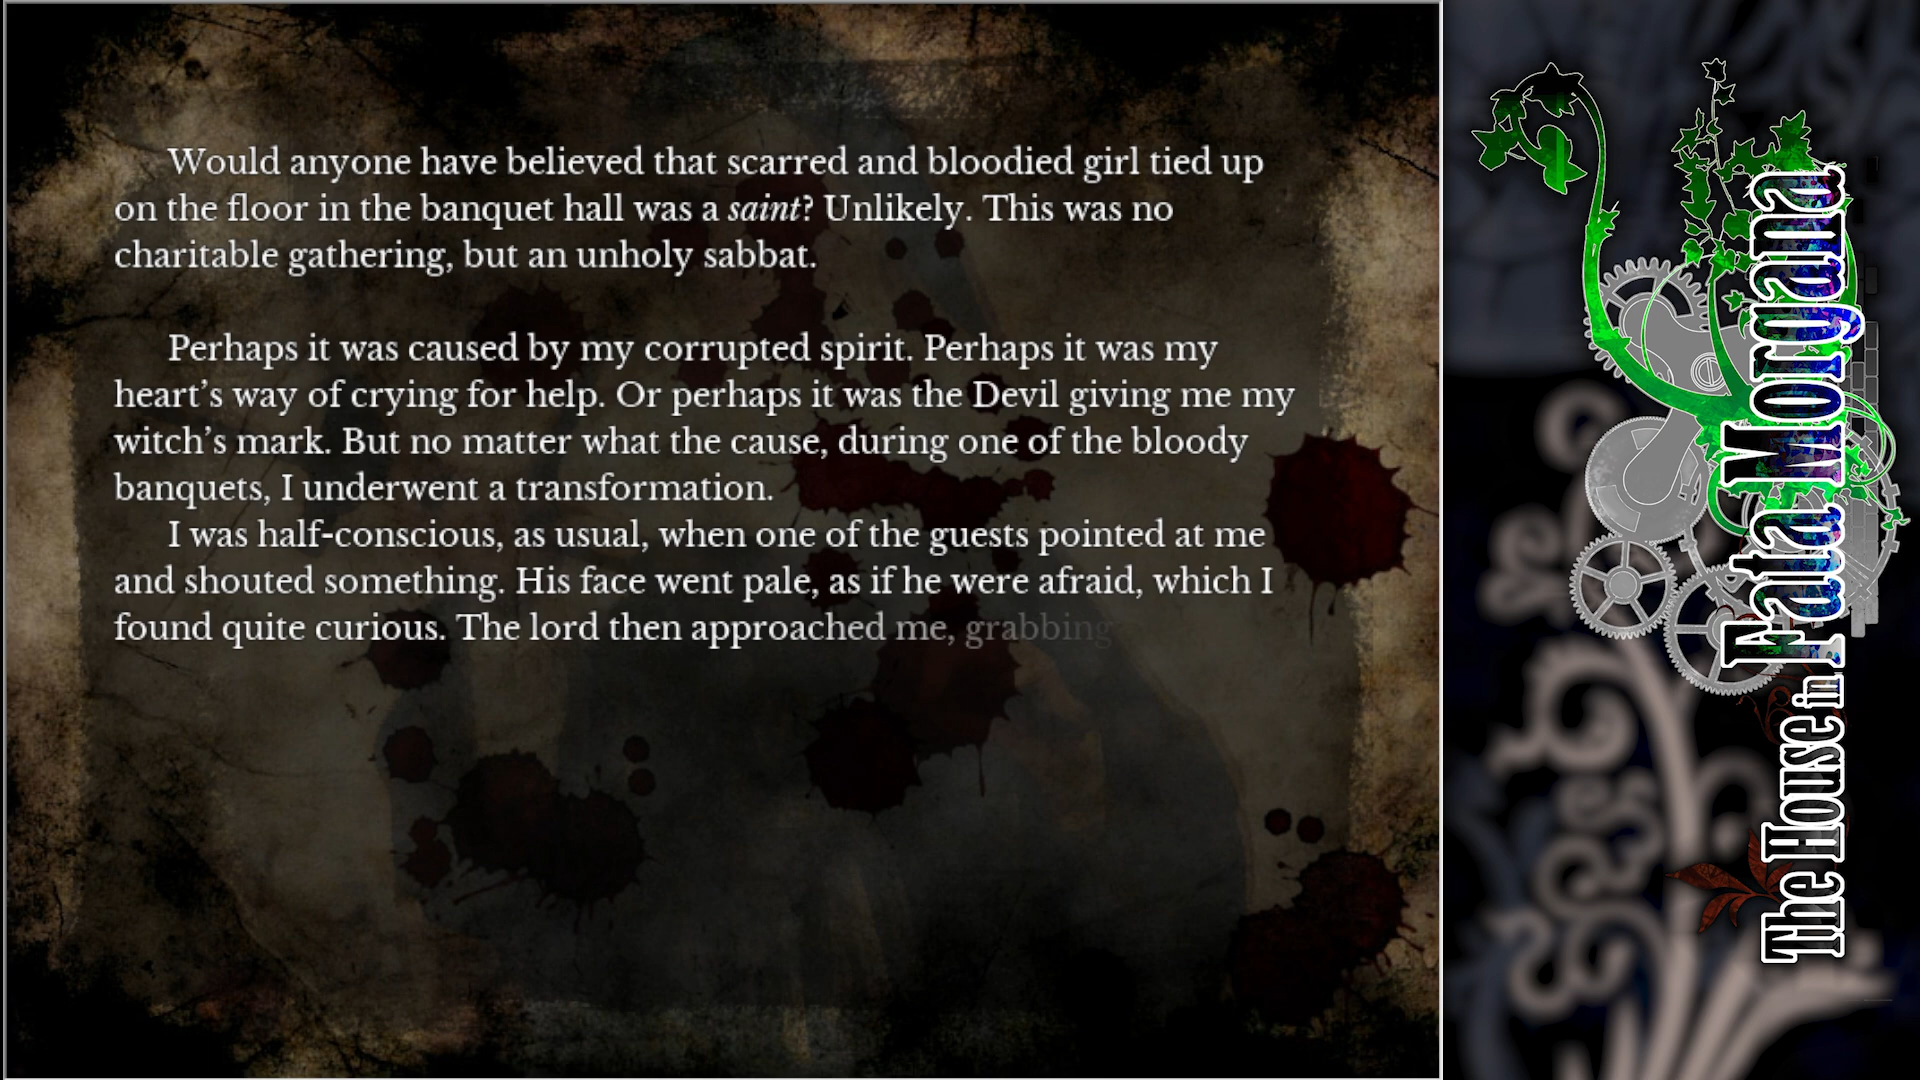 Would anyone have believed that scarred and bloodied girl tied up
on the floor in the banquet hall was a saint? Unlikely. This was no
charitable gathering, but an unholy sabbat.
Perhaps it was caused by my corrupted spirit. Perhaps it was my
heart’s way of crying for help. Or perhaps it was the Devil giving me my
witch’s mark. But no matter what the cause, during one of the bloody
banquets, I underwent a transformation.
I was half-conscious, as usual, when one of the guests pointed at me
and shouted something. His face went pale, as if he were afraid, which I
found quite curious. The lord then approached me, grabbing
The House in Fata Morgana